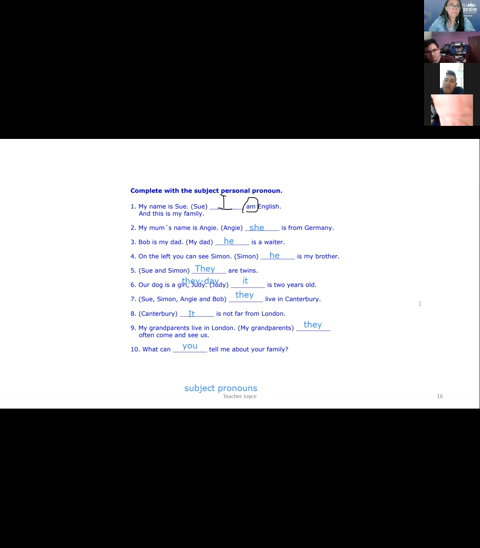 Complete with the subject personal pronoun.
1. My name is Sue. (Sue) I am English.
And this is my family.
2. My mum´s name is Angie. (Angie) she is from Germany.
3. Bob is my dad. (My dad) he is a waiter.
4. On the left you can see Simon. (Simon) he is my brother.
5. (Sue and Simon) They are twins.
they day
6. Our dog is a girl, Judy. (Judy) it is two years old.
7. (Sue, Simon, Angie and Bob) they live in Canterbury.
8. (Canterbury) It is not far from London.
9. My grandparents live in London. (My grandparents) they
often come and see us.
10. What can you tell me about your family?
subject pronouns
Teacher Joyce
16